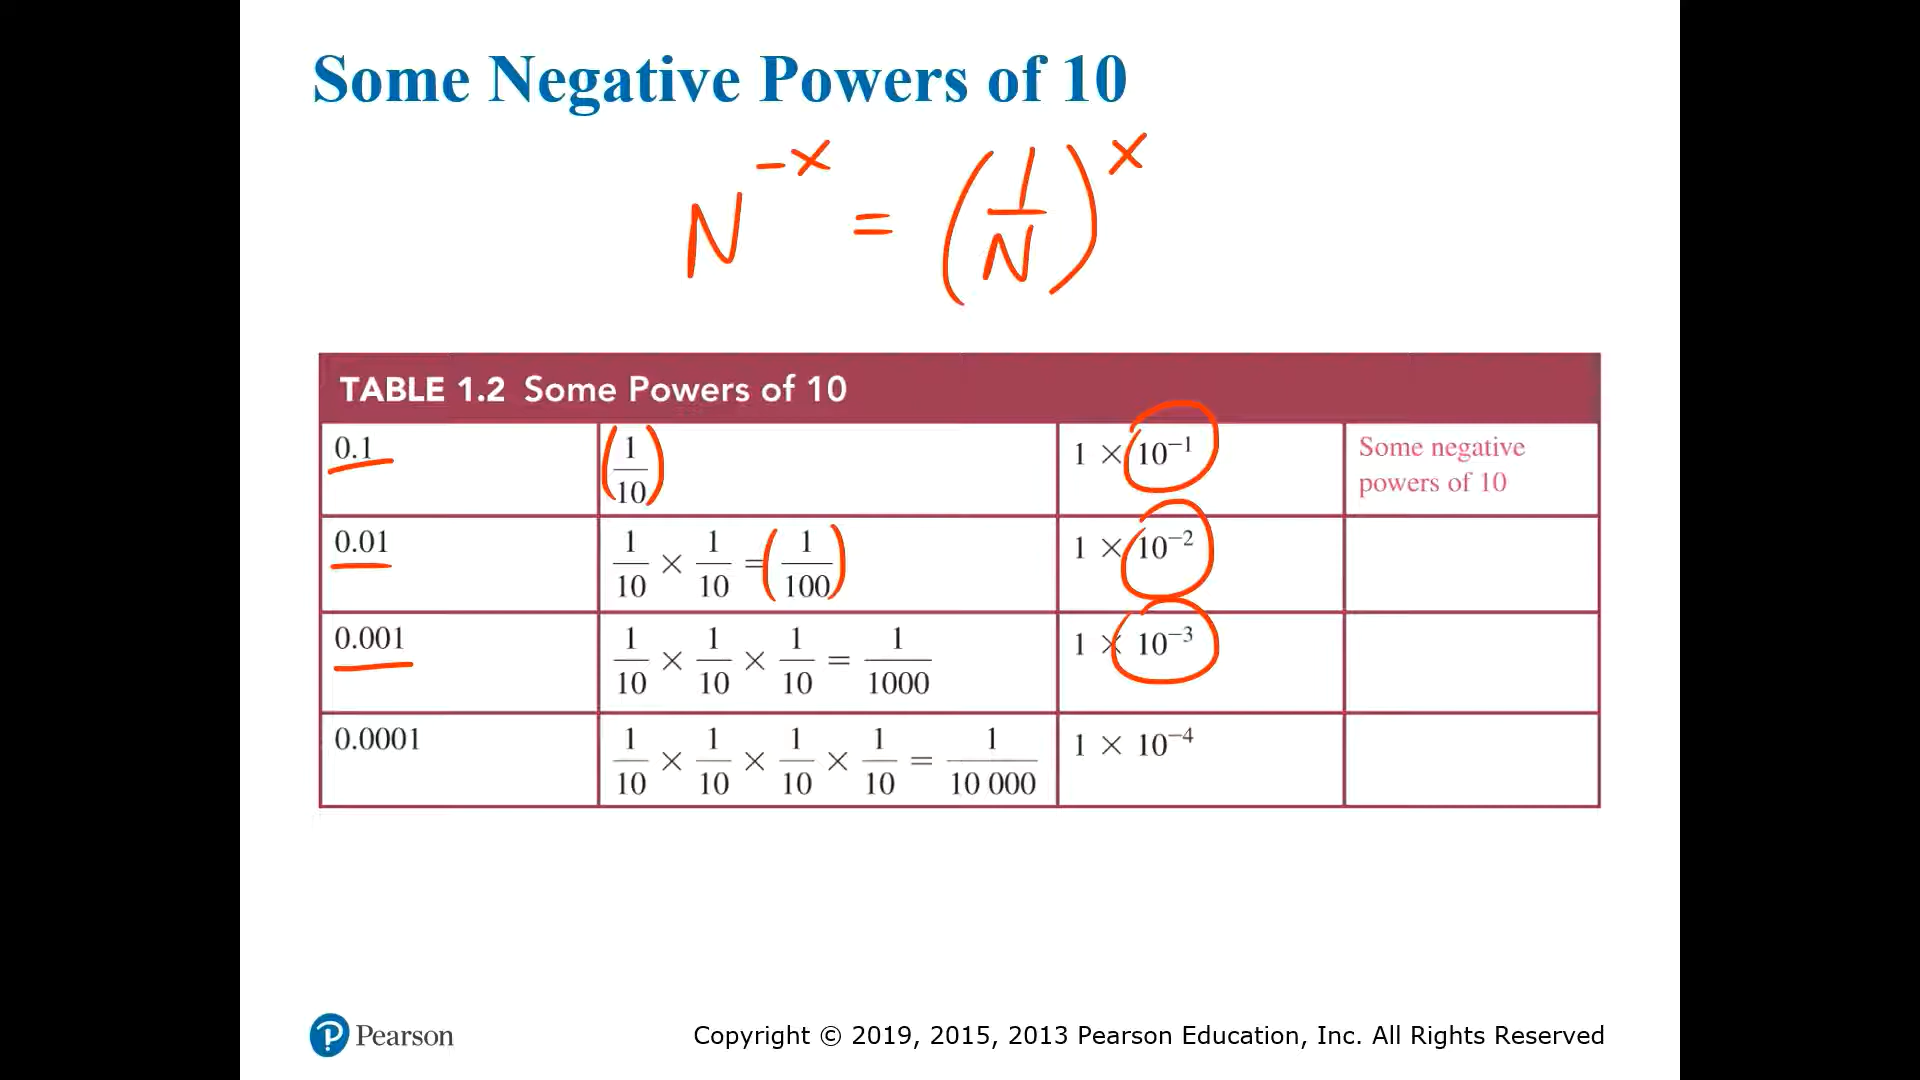 Some Negative Powers of 10
N^{-x} = (1/N)^x
TABLE 1.2 Some Powers of 10
0.1 1/10 1 × 10⁻¹ Some negative powers of 10
0.01 1/10 × 1/10 = 1/100 1 × 10⁻²
0.001 1/10 × 1/10 × 1/10 = 1/1000 1 × 10⁻³
0.0001 1/10 × 1/10 × 1/10 × 1/10 = 1/10 000 1 × 10⁻⁴
P Pearson
Copyright © 2019, 2015, 2013 Pearson Education, Inc. All Rights Reserved